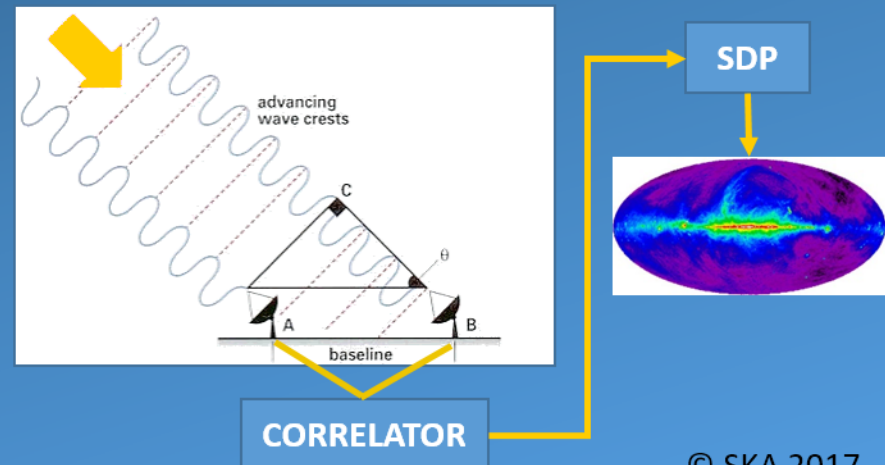 advancing
wave crests
C
θ
A
B
baseline
CORRELATOR
SDP
© SKA 2017